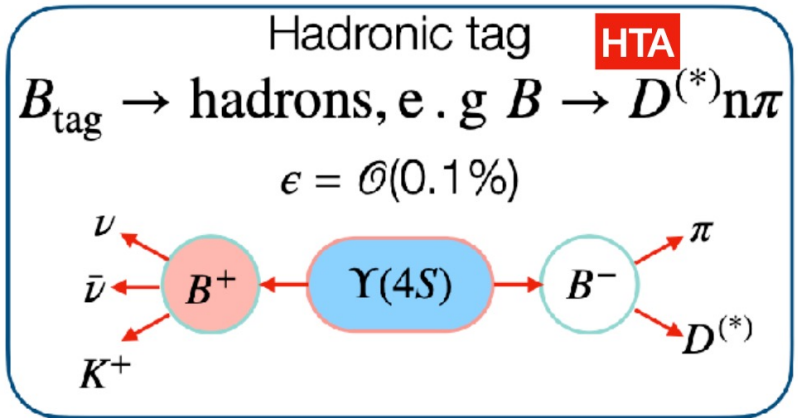 Hadronic tag
HTA
B_tag → hadrons, e . g B → D^(*)nπ
ϵ = 𝒪(0.1%)
ν
ν̄
K⁺
B⁺
Υ(4S)
B⁻
π
D^(*)